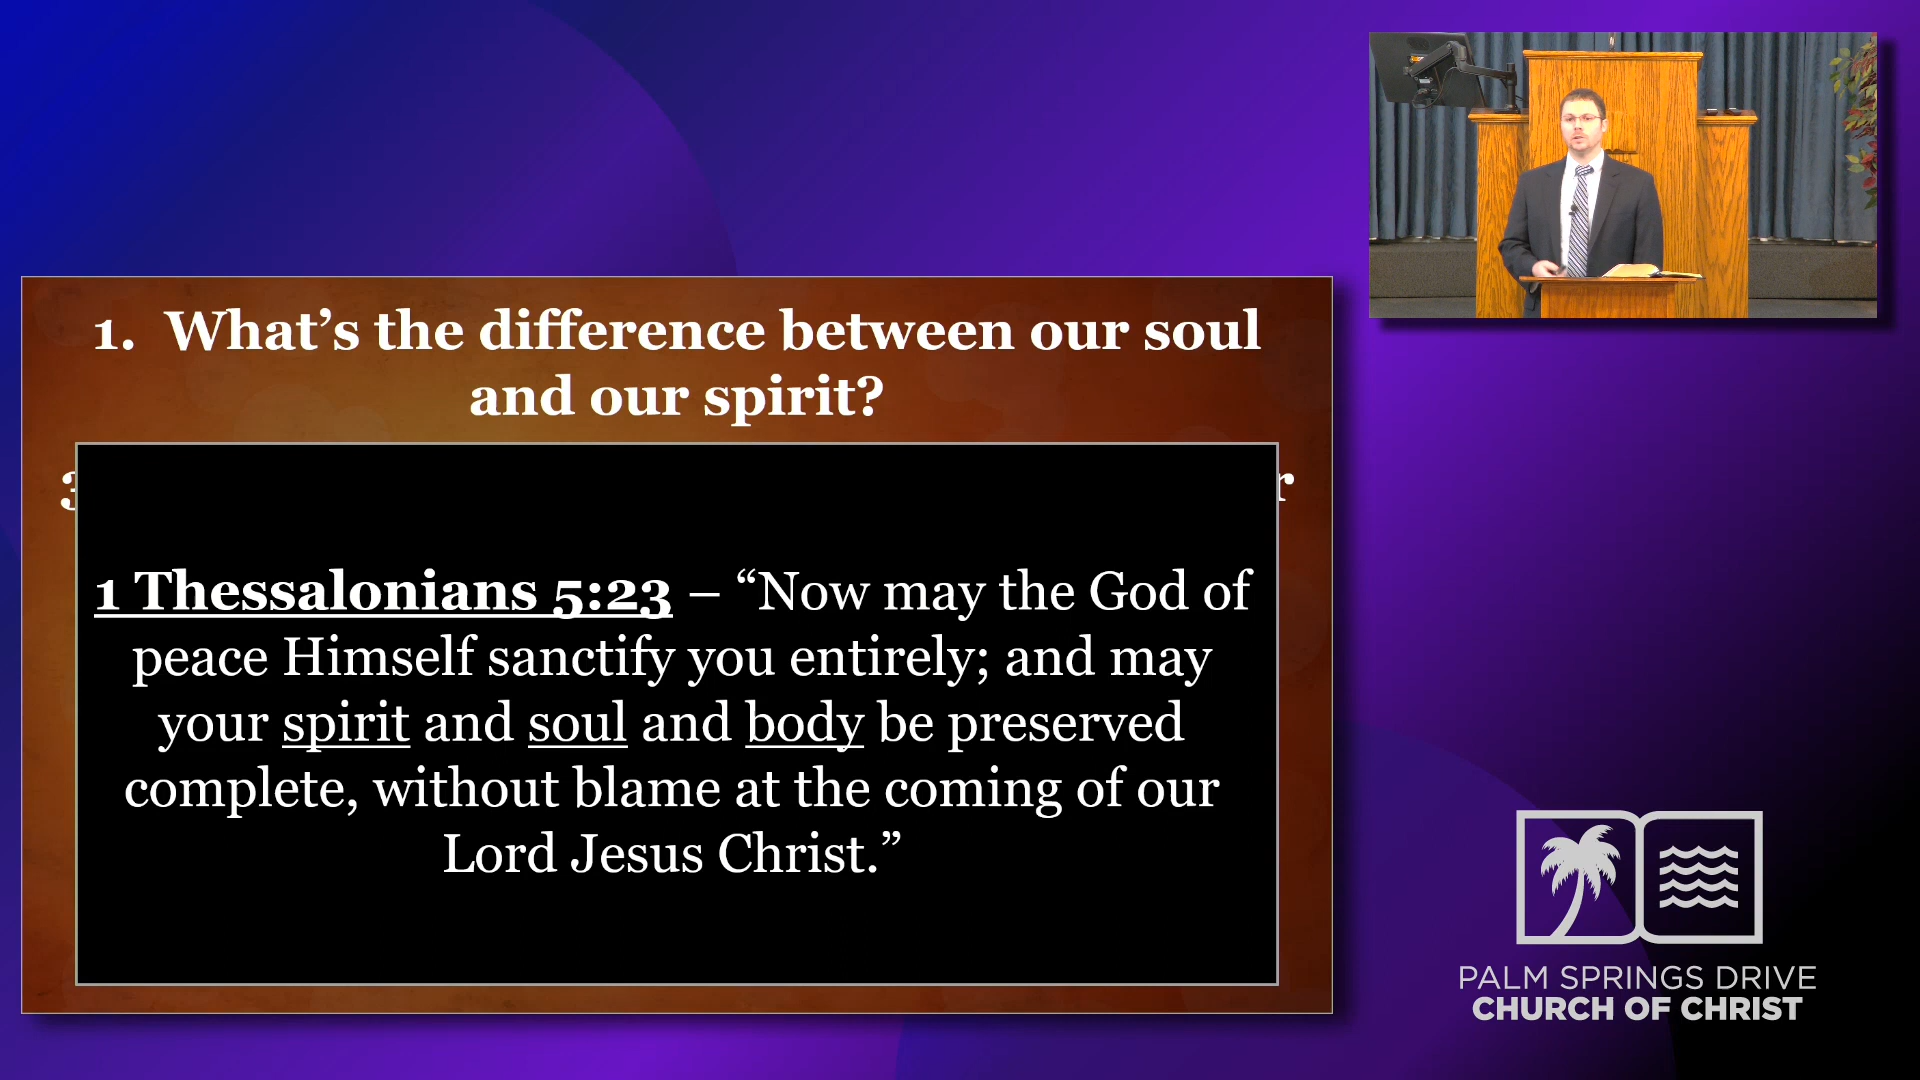 1. What’s the difference between our soul
and our spirit?
1 Thessalonians 5:23 – “Now may the God of
peace Himself sanctify you entirely; and may
your spirit and soul and body be preserved
complete, without blame at the coming of our
Lord Jesus Christ.”
PALM SPRINGS DRIVE
CHURCH OF CHRIST